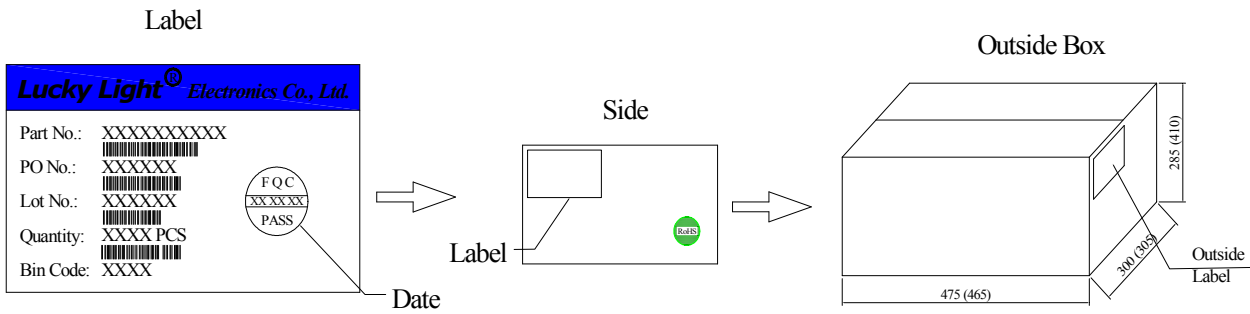 Label
Lucky Light® Electronics Co., Ltd.
Part No.: XXXXXXXXXX
PO No.: XXXXXX
Lot No.: XXXXXX
Quantity: XXXX PCS
Bin Code: XXXX
FQC
XX XX XX
PASS
Date
Side
Label
RoHS
Outside Box
285 (410)
300 (305)
475 (465)
Outside
Label